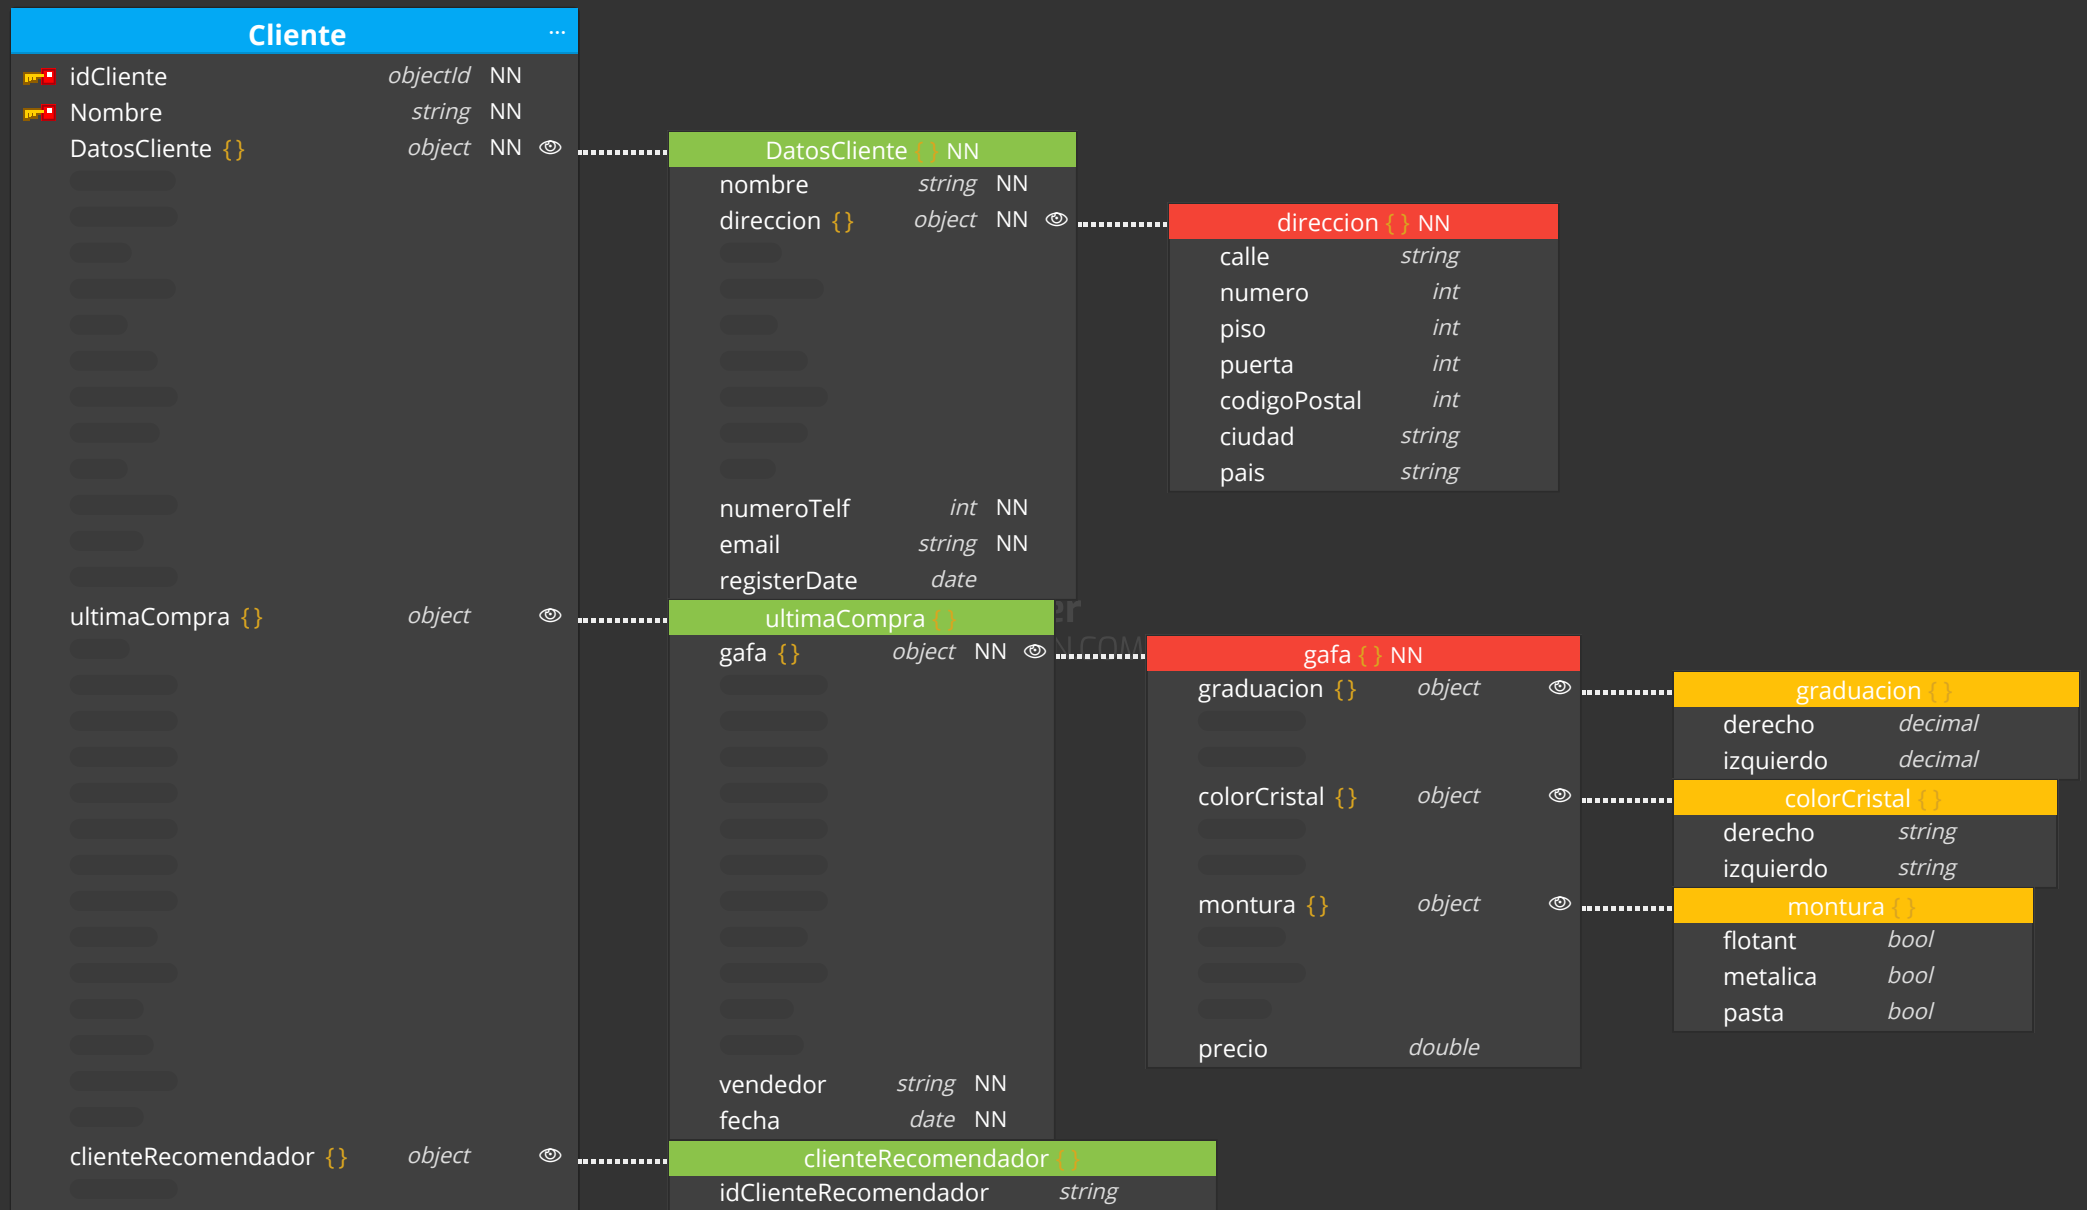 Cliente ...
idCliente objectId NN
Nombre string NN
DatosCliente {} object NN
DatosCliente {} NN
nombre string NN
direccion {} object NN
direccion {} NN
calle string
numero int
piso int
puerta int
codigoPostal int
ciudad string
pais string
numeroTelf int NN
email string NN
registerDate date
ultimaCompra {} object
ultimaCompra {}
gafa {} object NN
gafa {} NN
graduacion {} object
graduacion {}
derecho decimal
izquierdo decimal
colorCristal {} object
colorCristal {}
derecho string
izquierdo string
montura {} object
montura {}
flotant bool
metalica bool
pasta bool
precio double
vendedor string NN
fecha date NN
clienteRecomendador {} object
clienteRecomendador {}
idClienteRecomendador string